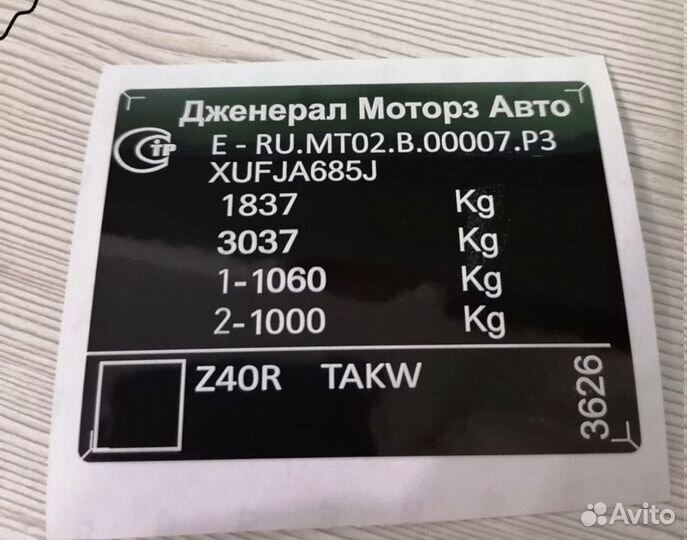 Дженерал Моторз Авто
E - RU.MT02.B.00007.P3
XUFJA685J
1837 Kg
3037 Kg
1-1060 Kg
2-1000 Kg
Z40R TAKW
3626
Avito